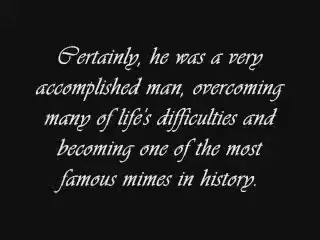 Certainly, he was a very
accomplished man, overcoming
many of life's difficulties and
becoming one of the most
famous mimes in history.